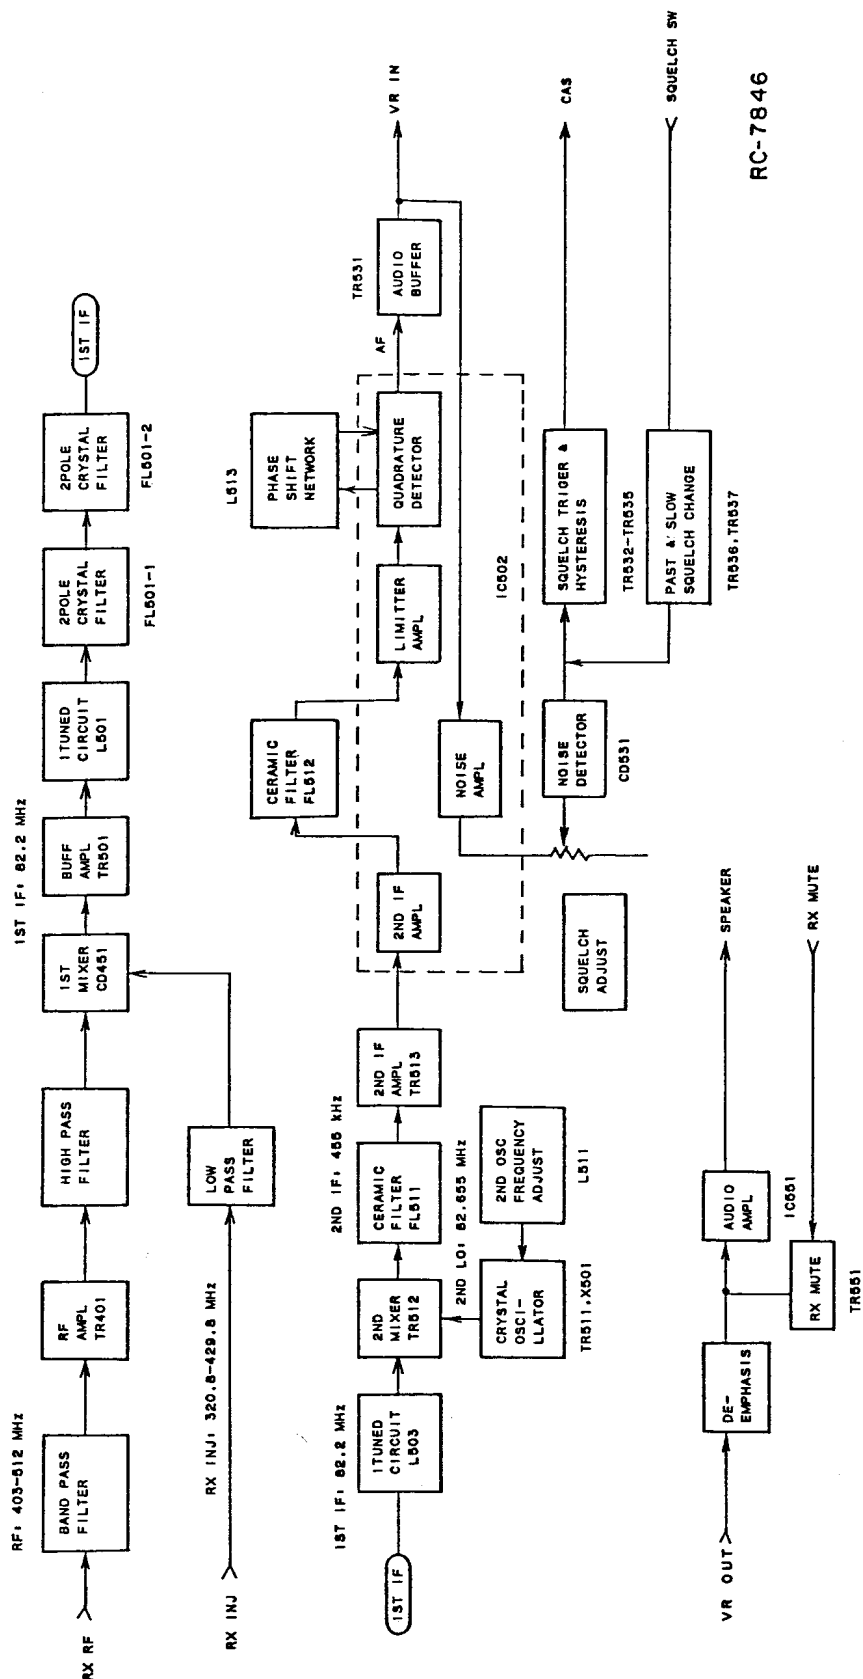 RF: 403-512 MHz
RX RF
BAND PASS
FILTER
RF
AMPL
TR401
HIGH PASS
FILTER
1ST
MIXER
CD451
1ST IF: 82.2 MHz
BUFF
AMPL
TR501
1TUNED
CIRCUIT
L501
2POLE
CRYSTAL
FILTER
FL501-1
2POLE
CRYSTAL
FILTER
FL501-2
1ST IF
RX INJ
RX INJ: 320.8-429.8 MHz
LOW
PASS
FILTER
1ST IF
1ST IF: 82.2 MHz
1TUNED
CIRCUIT
L503
2ND
MIXER
TR512
2ND IF: 455 kHz
CERAMIC
FILTER
FL511
2ND IF
AMPL
TR513
2ND LO: 82.655 MHz
CRYSTAL
OSCI-
LLATOR
TR511,X501
2ND OSC
FREQUENCY
ADJUST
L511
2ND IF
AMPL
CERAMIC
FILTER
FL512
LIMITTER
AMPL
QUADRATURE
DETECTOR
L513
PHASE
SHIFT
NETWORK
AF
TR531
AUDIO
BUFFER
VR IN
NOISE
AMPL
IC502
SQUELCH
ADJUST
NOISE
DETECTOR
CD531
SQUELCH TRIGER &
HYSTERESIS
TR532-TR535
CAS
PAST &' SLOW
SQUELCH CHANGE
TR536,TR537
SQUELCH SW
VR OUT
DE-
EMPHASIS
AUDIO
AMPL
IC551
SPEAKER
RX MUTE
TR551
RX MUTE
RC-7846